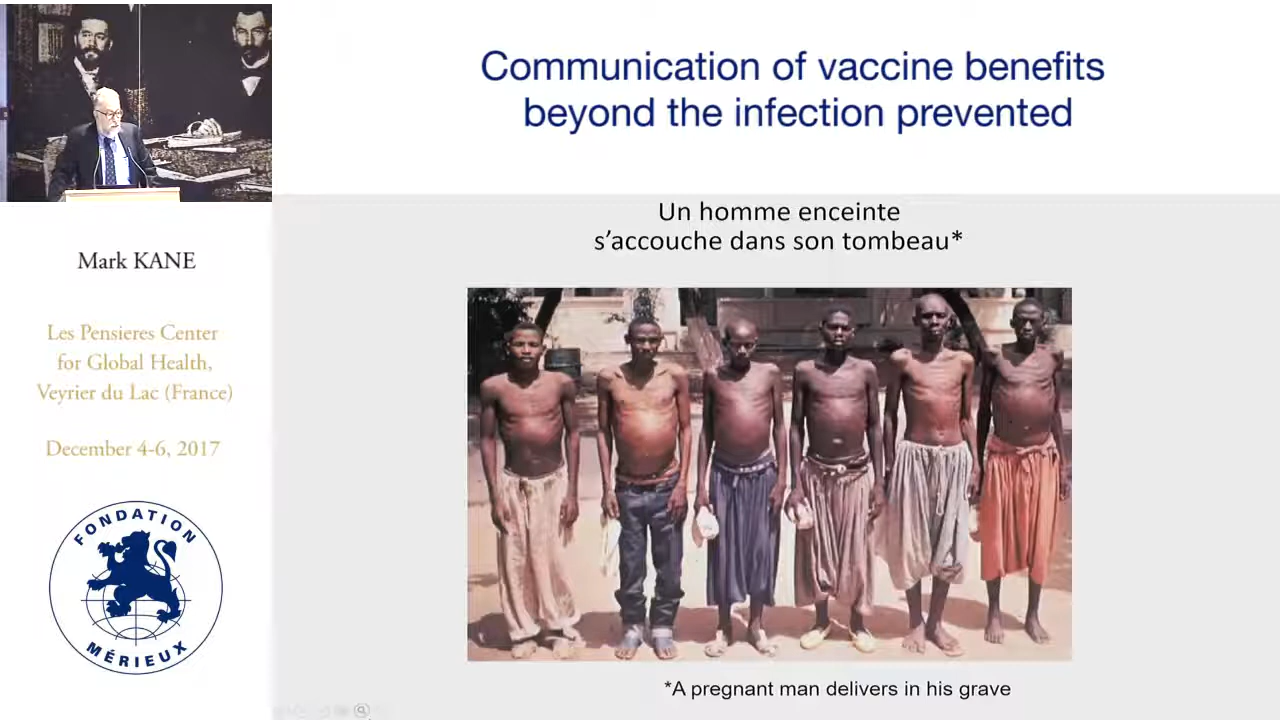 Communication of vaccine benefits
beyond the infection prevented
Un homme enceinte
s’accouche dans son tombeau*
Mark KANE
Les Pensieres Center
for Global Health,
Veyrier du Lac (France)
December 4-6, 2017
FONDATION
MÉRIEUX
*A pregnant man delivers in his grave